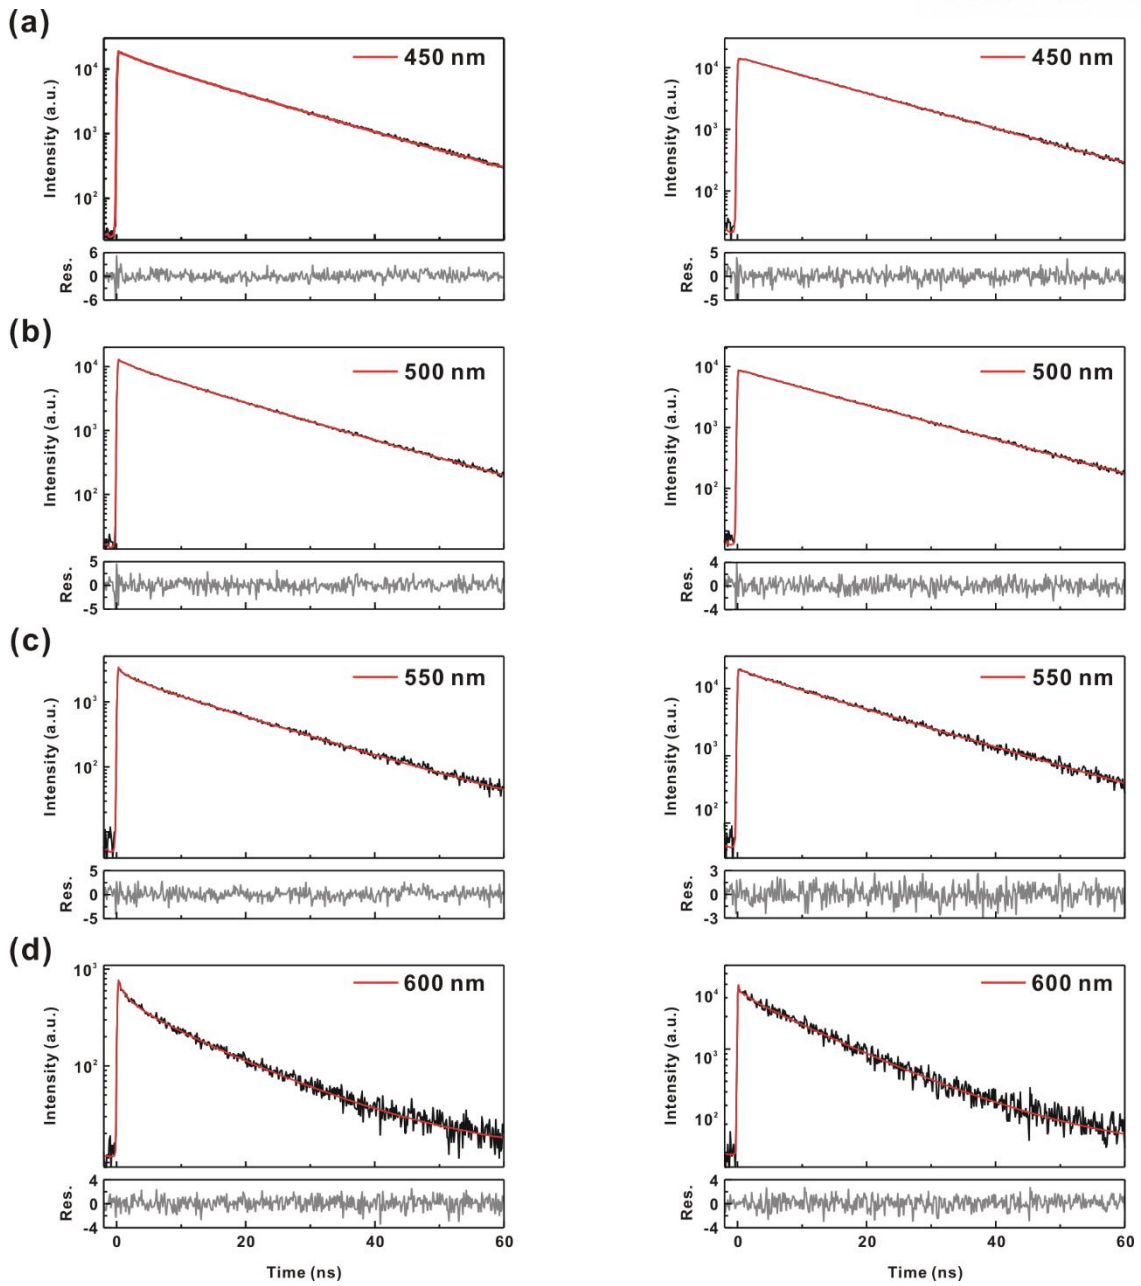 (a)
450 nm
10⁴
10³
10²
Intensity (a.u.)
6
0
-6
Res.
450 nm
10⁴
10³
10²
Intensity (a.u.)
5
0
-5
Res.
(b)
500 nm
10⁴
10³
10²
Intensity (a.u.)
5
0
-5
Res.
500 nm
10⁴
10³
10²
Intensity (a.u.)
4
0
-4
Res.
(c)
550 nm
10³
10²
Intensity (a.u.)
5
0
-5
Res.
550 nm
10⁴
10³
10²
Intensity (a.u.)
3
0
-3
Res.
(d)
600 nm
10³
10²
Intensity (a.u.)
4
0
-4
Res.
0 20 40 60
Time (ns)
600 nm
10⁴
10³
10²
Intensity (a.u.)
4
0
-4
Res.
0 20 40 60
Time (ns)